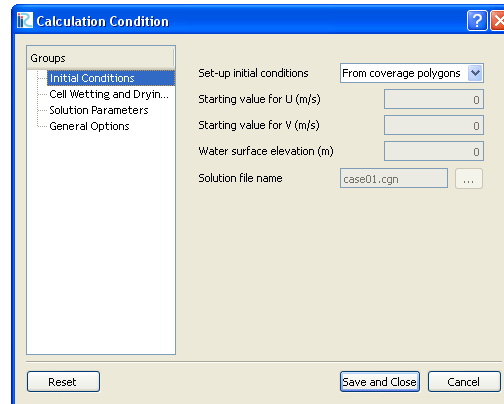 Calculation Condition
Groups
Initial Conditions
Cell Wetting and Dryin...
Solution Parameters
General Options
Set-up initial conditions From coverage polygons
Starting value for U (m/s) 0
Starting value for V (m/s) 0
Water surface elevation (m) 0
Solution file name case01.cgn ...
Reset Save and Close Cancel